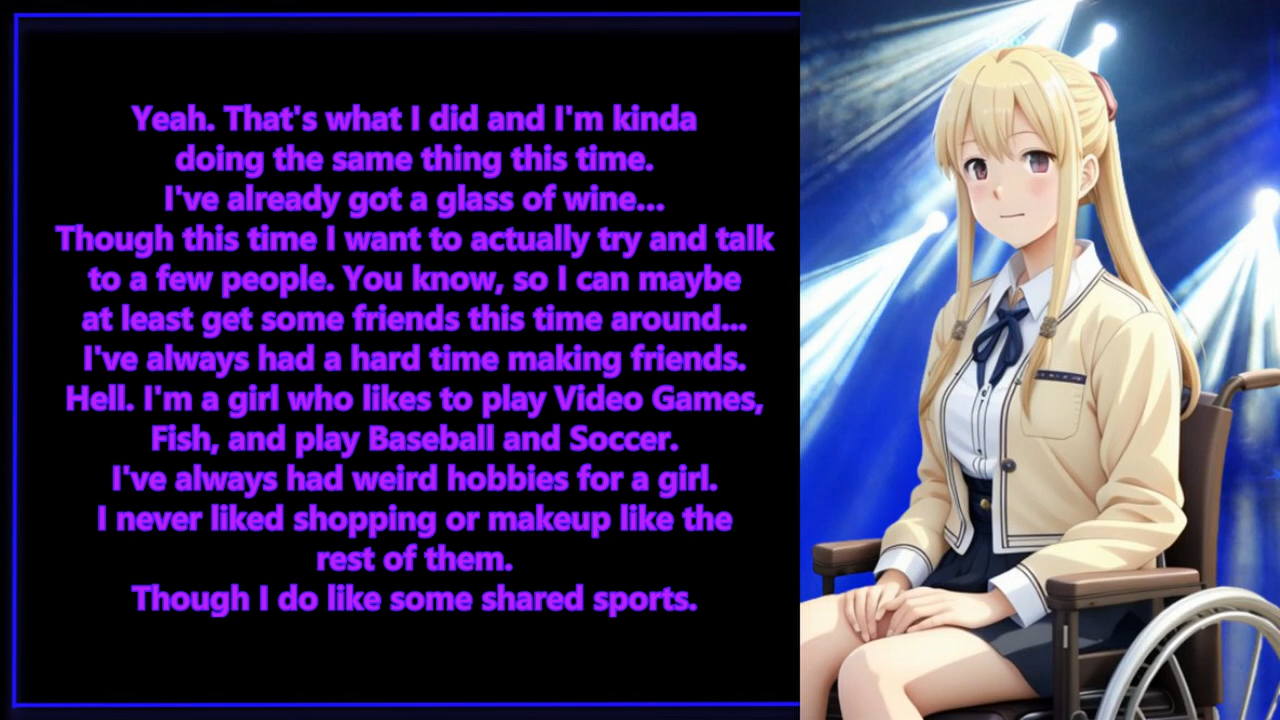 Yeah. That's what I did and I'm kinda
doing the same thing this time.
I've already got a glass of wine...
Though this time I want to actually try and talk
to a few people. You know, so I can maybe
at least get some friends this time around...
I've always had a hard time making friends.
Hell. I'm a girl who likes to play Video Games,
Fish, and play Baseball and Soccer.
I've always had weird hobbies for a girl.
I never liked shopping or makeup like the
rest of them.
Though I do like some shared sports.